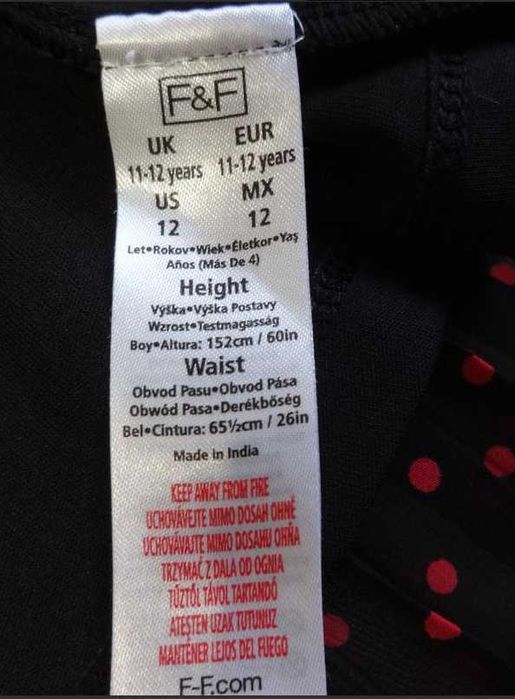 F&F
UK EUR
11-12 years 11-12 years
US MX
12 12
Let•Rokov•Wiek•Életkor•Yaş
Años (Más De 4)
Height
Výška•Výška Postavy
Wzrost•Testmagasság
Boy•Altura: 152cm / 60in
Waist
Obvod Pasu•Obvod Pása
Obwód Pasa•Derékbőség
Bel•Cintura: 65½cm / 26in
Made in India
KEEP AWAY FROM FIRE
UCHOVÁVEJTE MIMO DOSAH OHNĚ
UCHOVÁVAJTE MIMO DOSAHU OHŇA
TRZYMAĆ Z DALA OD OGNIA
TŰZTŐL TÁVOL TARTANDÓ
ATEŞTEN UZAK TUTUNUZ
MANTENER LEJOS DEL FUEGO
F-F.com